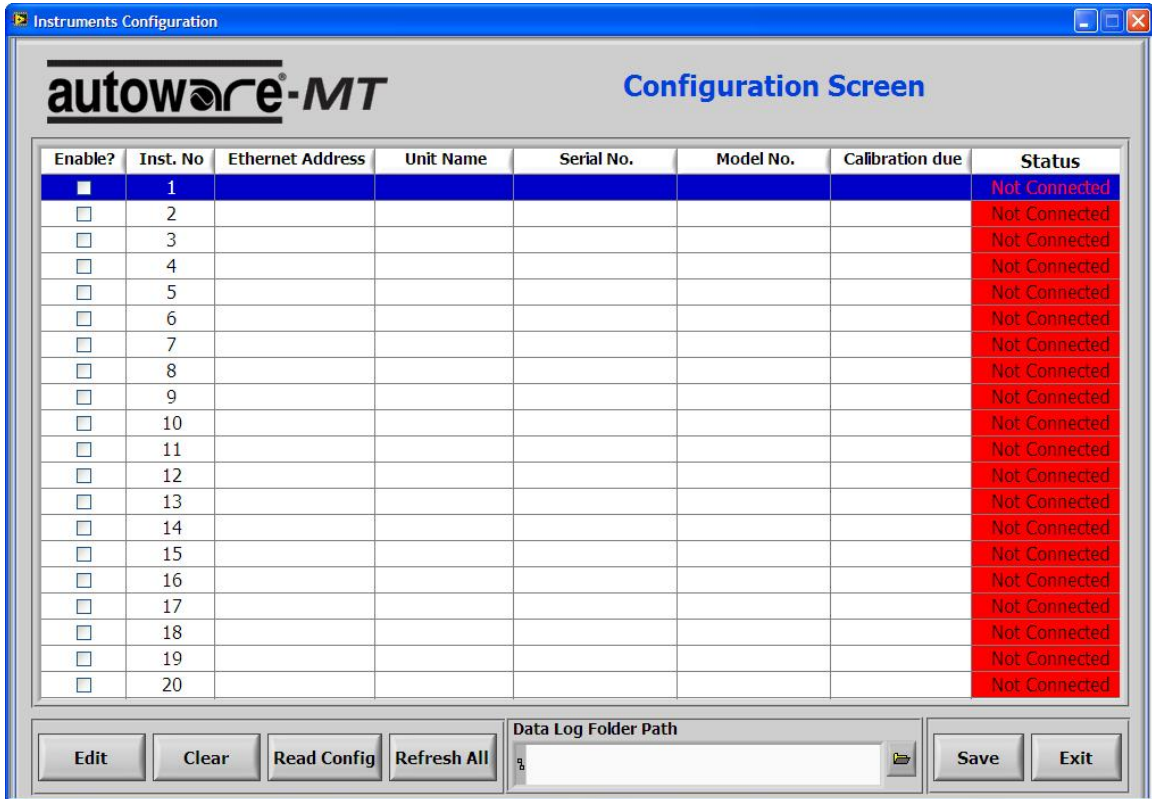 Instruments Configuration
autoware®-MT
Configuration Screen
Enable? Inst. No Ethernet Address Unit Name Serial No. Model No. Calibration due Status
1 Not Connected
2 Not Connected
3 Not Connected
4 Not Connected
5 Not Connected
6 Not Connected
7 Not Connected
8 Not Connected
9 Not Connected
10 Not Connected
11 Not Connected
12 Not Connected
13 Not Connected
14 Not Connected
15 Not Connected
16 Not Connected
17 Not Connected
18 Not Connected
19 Not Connected
20 Not Connected
Data Log Folder Path
Edit Clear Read Config Refresh All Save Exit